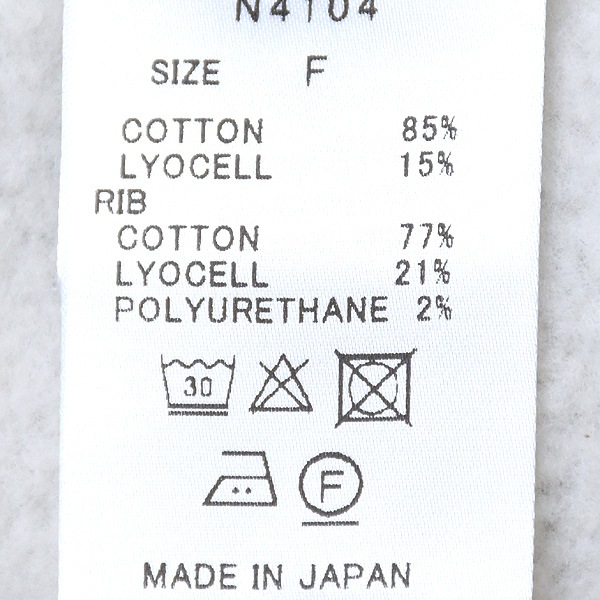 N4104
SIZE F
COTTON 85%
LYOCELL 15%
RIB
COTTON 77%
LYOCELL 21%
POLYURETHANE 2%
30
F
MADE IN JAPAN